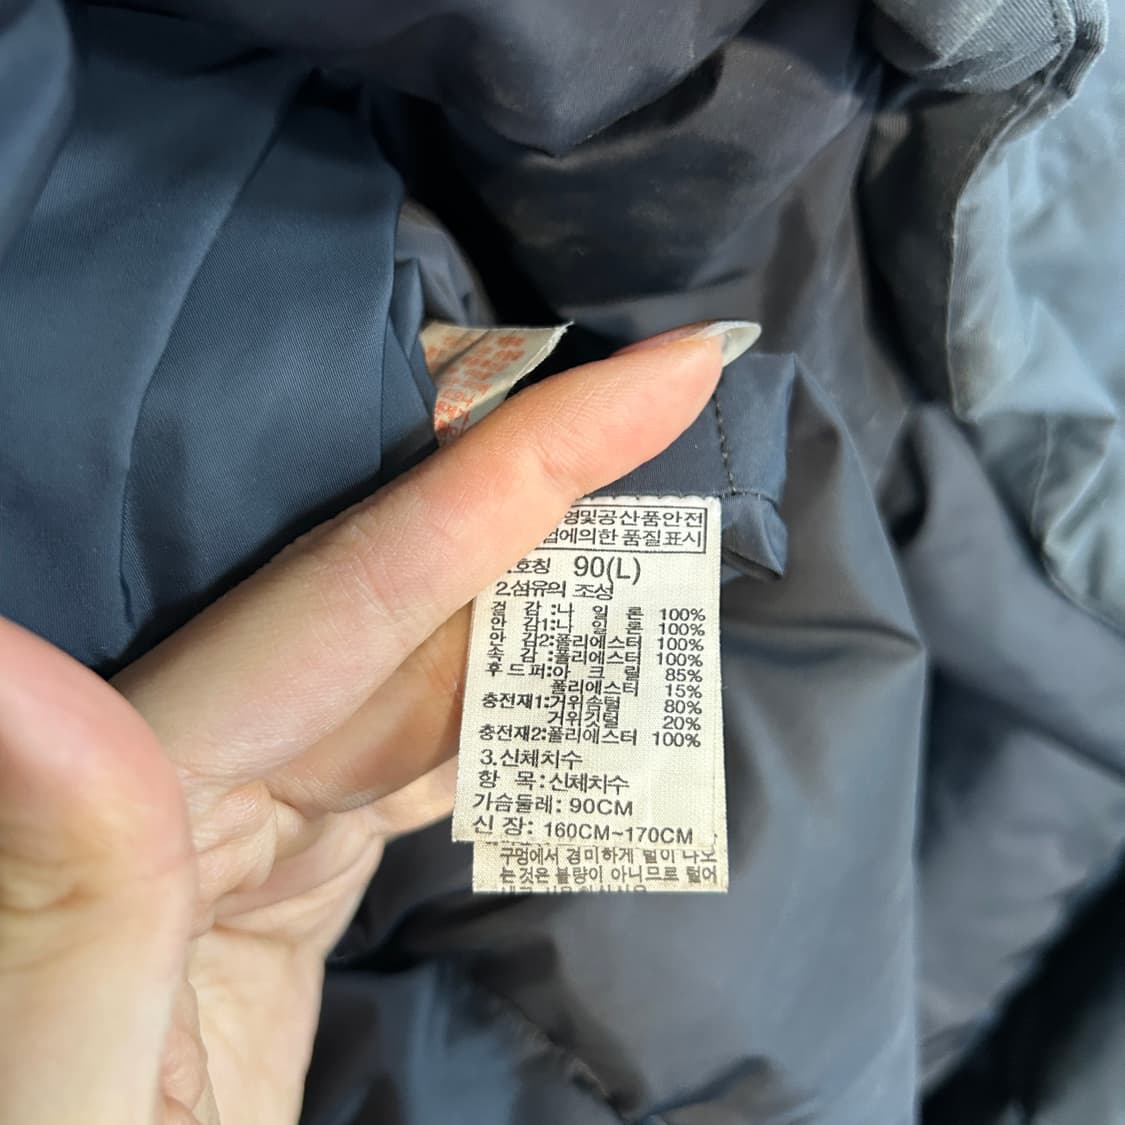 영및공산품안전
법에의한 품질표시
.호칭 90(L)
2.섬유의 조성
겉 감:나 일 론 100%
안 감1:나 일 론 100%
안 감2:폴리에스터 100%
속 감:폴리에스터 100%
후드퍼:아 크 릴 85%
폴리에스터 15%
충전재1:거위솜털 80%
거위깃털 20%
충전재2:폴리에스터 100%
3.신체치수
항 목:신체치수
가슴둘레: 90CM
신 장: 160CM~170CM
구멍에서 경미하게 털이 나오
는것은 불량이 아니므로 털어